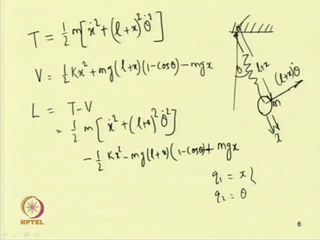 T = ½ m [ẋ² + (l+x)² θ̇²]
V = ½ Kx² + mg (l+x)(1-cosθ) - mgx
L = T-V
= ½ m [ẋ² + (l+x)² θ̇²]
- ½ Kx² - mg (l+x)(1-cosθ)+ mgx
θ
l+x
(l+x)θ̇
m
ẋ
q₁ = x
q₂ = θ
NPTEL
6